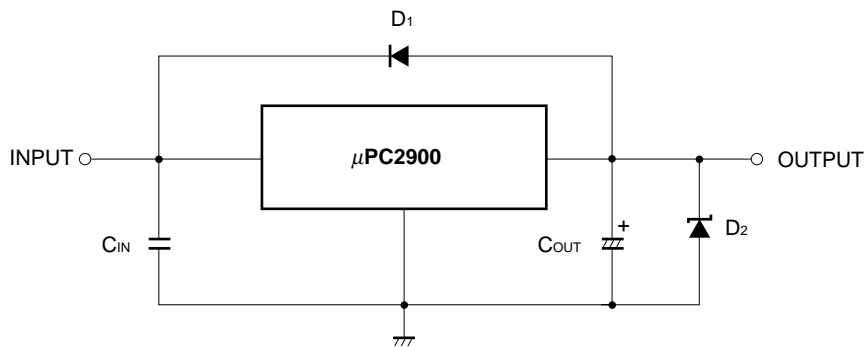 D1
INPUT
μPC2900
OUTPUT
CIN
COUT
+
D2